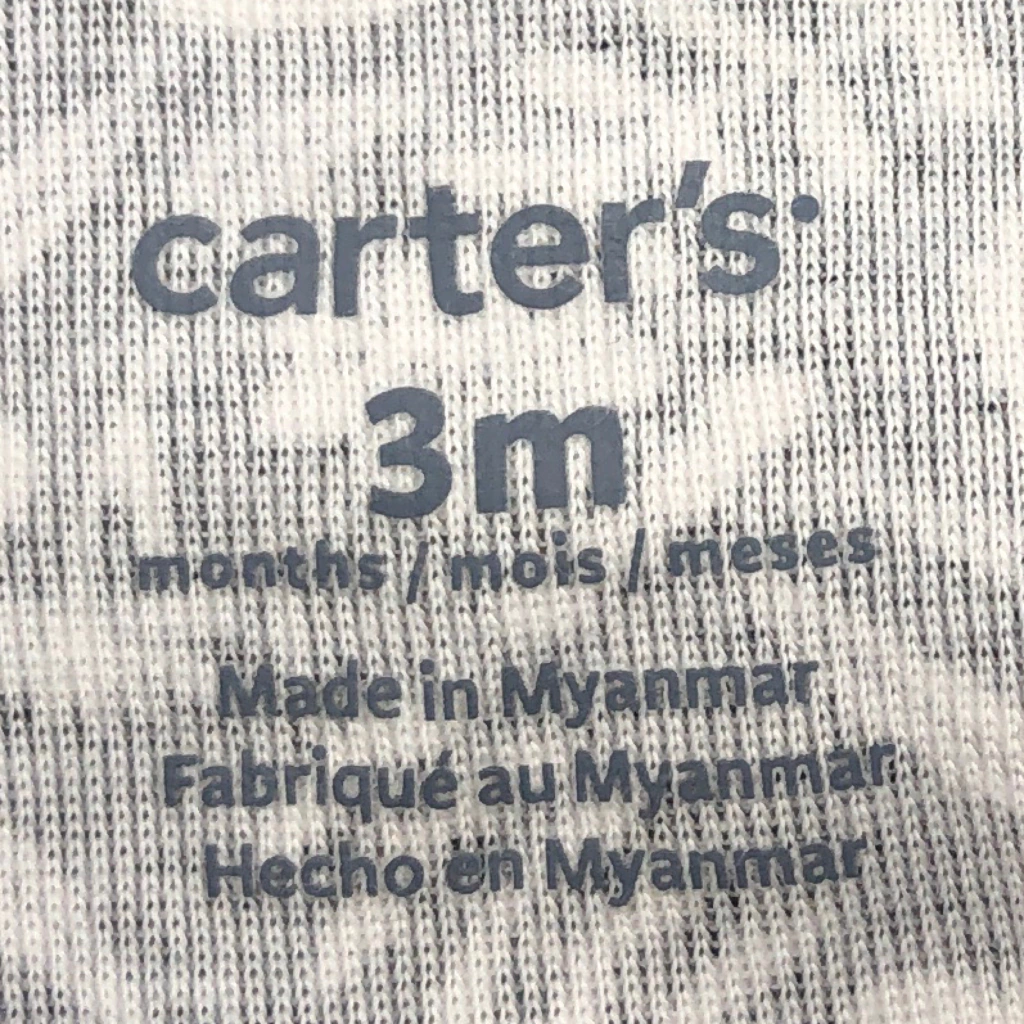 carter's
3m
months / mois / meses
Made in Myanmar
Fabriqué au Myanmar
Hecho en Myanmar